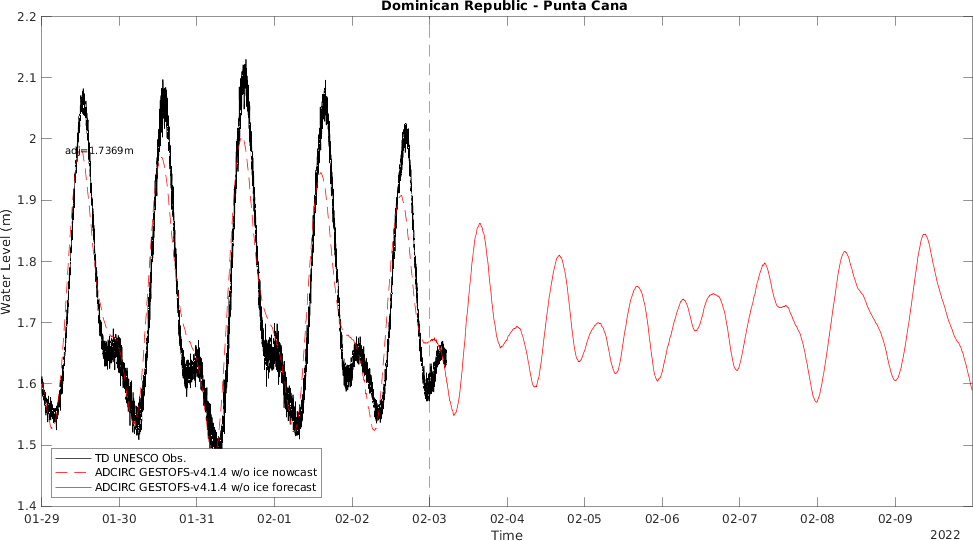 Dominican Republic - Punta Cana
2.2
2.1
2
1.9
1.8
1.7
1.6
1.5
1.4
Water Level (m)
adj=1.7369m
TD UNESCO Obs.
ADCIRC GESTOFS-v4.1.4 w/o ice nowcast
ADCIRC GESTOFS-v4.1.4 w/o ice forecast
01-29 01-30 01-31 02-01 02-02 02-03 02-04 02-05 02-06 02-07 02-08 02-09
Time
2022